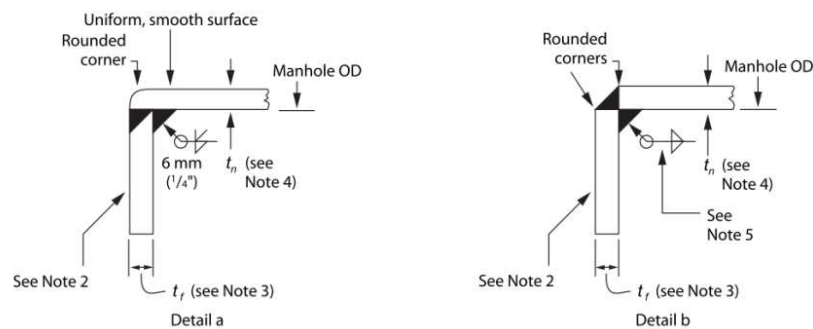 Uniform, smooth surface
Rounded
corner
Manhole OD
6 mm
(1/4")
tn (see
Note 4)
See Note 2
tf (see Note 3)
Detail a
Rounded
corners
Manhole OD
tn (see
Note 4)
See
Note 5
See Note 2
tf (see Note 3)
Detail b